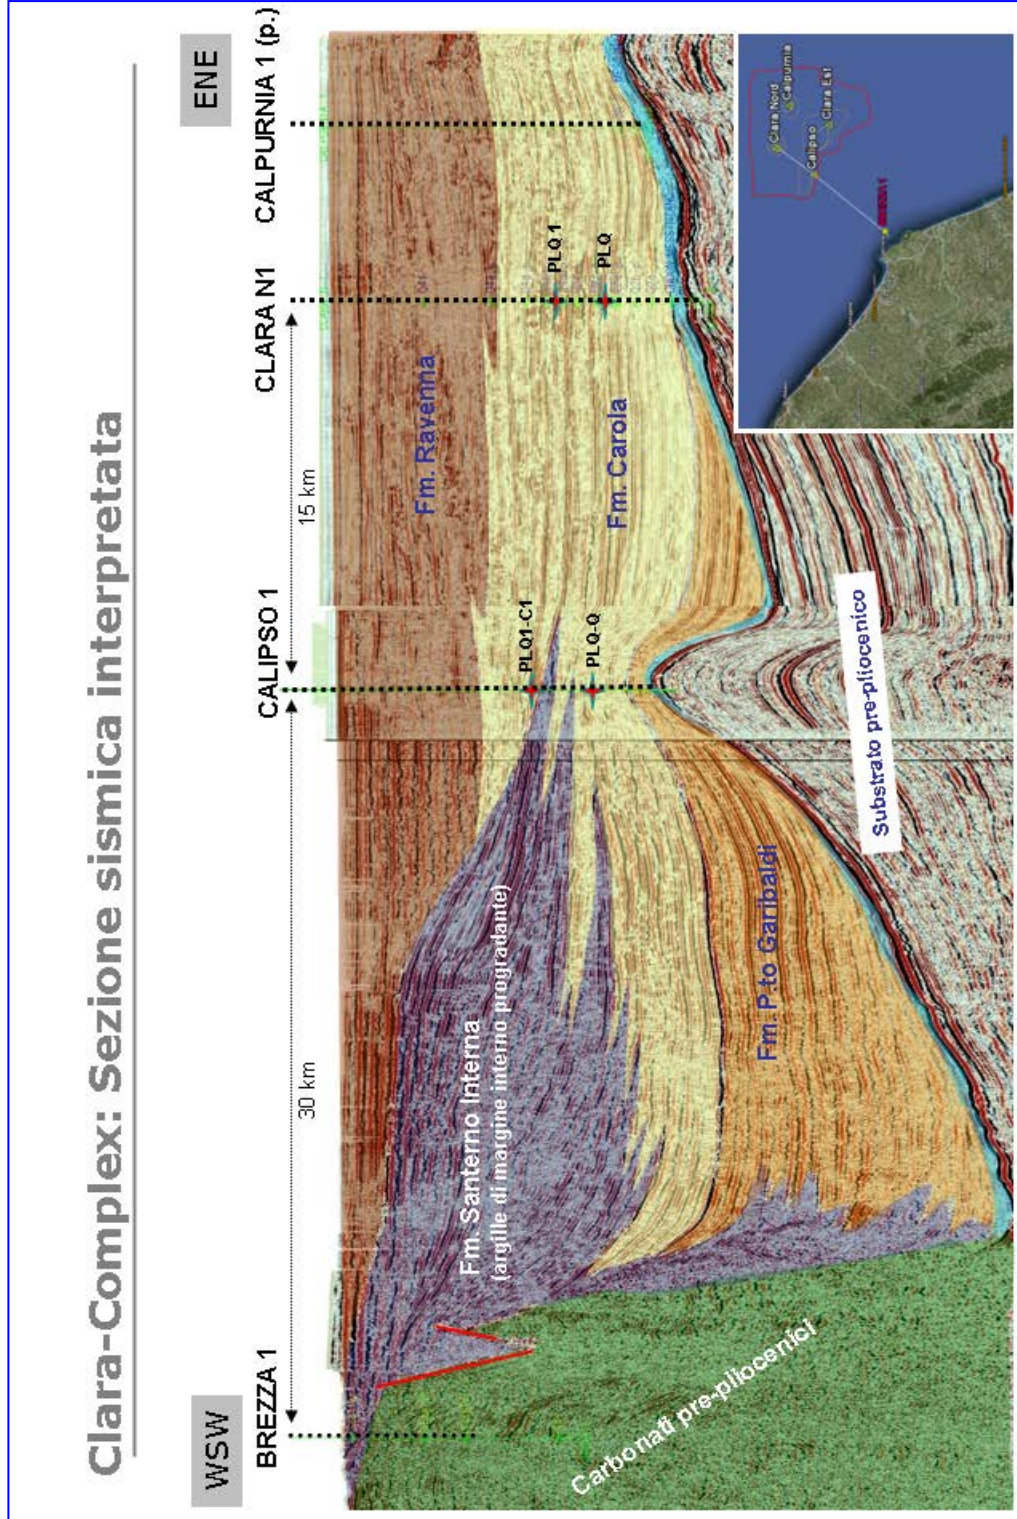 Clara-Complex: Sezione sismica interpretata
WSW
ENE
BREZZA 1
CALIPSO 1
CLARA N1
CALPURNIA 1 (p.)
30 km
15 km
Fm. Ravenna
PLQ1-C1
PLQ 1
Fm. Santerno Interna
(argille di margine interno progradante)
PLQ-Q
PLQ
Fm. Carola
Fm. P.to Garibaldi
Carbonati pre-pliocenici
Substrato pre-pliocenico
Clara Nord
Calpurnia
Calipso
Clara Est